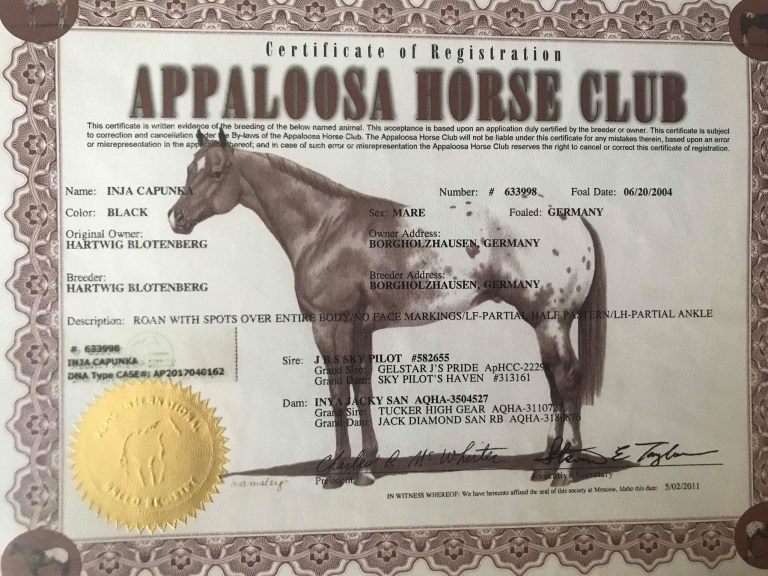 Certificate of Registration
APPALOOSA HORSE CLUB
This certificate is written evidence of the breeding of the below named animal. This acceptance is based upon an application duly certified by the breeder or owner. This certificate is subject
to correction and cancellation under the By-laws of the Appaloosa Horse Club. The Appaloosa Horse Club will not be liable under this certificate for any mistakes therein, based upon an error
or misrepresentation in the application thereof; and in case of such error or misrepresentation the Appaloosa Horse Club reserves the right to cancel or correct this certificate of registration.
Name: INJA CAPUNKA Number: # 633998 Foal Date: 06/20/2004
Color: BLACK Sex: MARE Foaled: GERMANY
Original Owner: Owner Address:
HARTWIG BLOTENBERG BORGHOLZHAUSEN, GERMANY
Breeder: Breeder Address:
HARTWIG BLOTENBERG BORGHOLZHAUSEN, GERMANY
Description: ROAN WITH SPOTS OVER ENTIRE BODY/NO FACE MARKINGS/LF-PARTIAL HALF PASTERN/LH-PARTIAL ANKLE
# 633998
INJA CAPUNKA
DNA Type CASE#: AP2017040162
Sire: J B S SKY PILOT #582655
Grand Sire: GELSTAR J'S PRIDE ApHCC-2229
Grand Dam: SKY PILOT'S HAVEN #313161
Dam: INYA JACKY SAN AQHA-3504527
Grand Sire: TUCKER HIGH GEAR AQHA-311072
Grand Dam: JACK DIAMOND SAN RB
Charles R. McWhorter Steve E. Taylor
President Executive Secretary
IN WITNESS WHEREOF: We have hereunto affixed the seal of this society at Moscow, Idaho this date: 5/02/2011